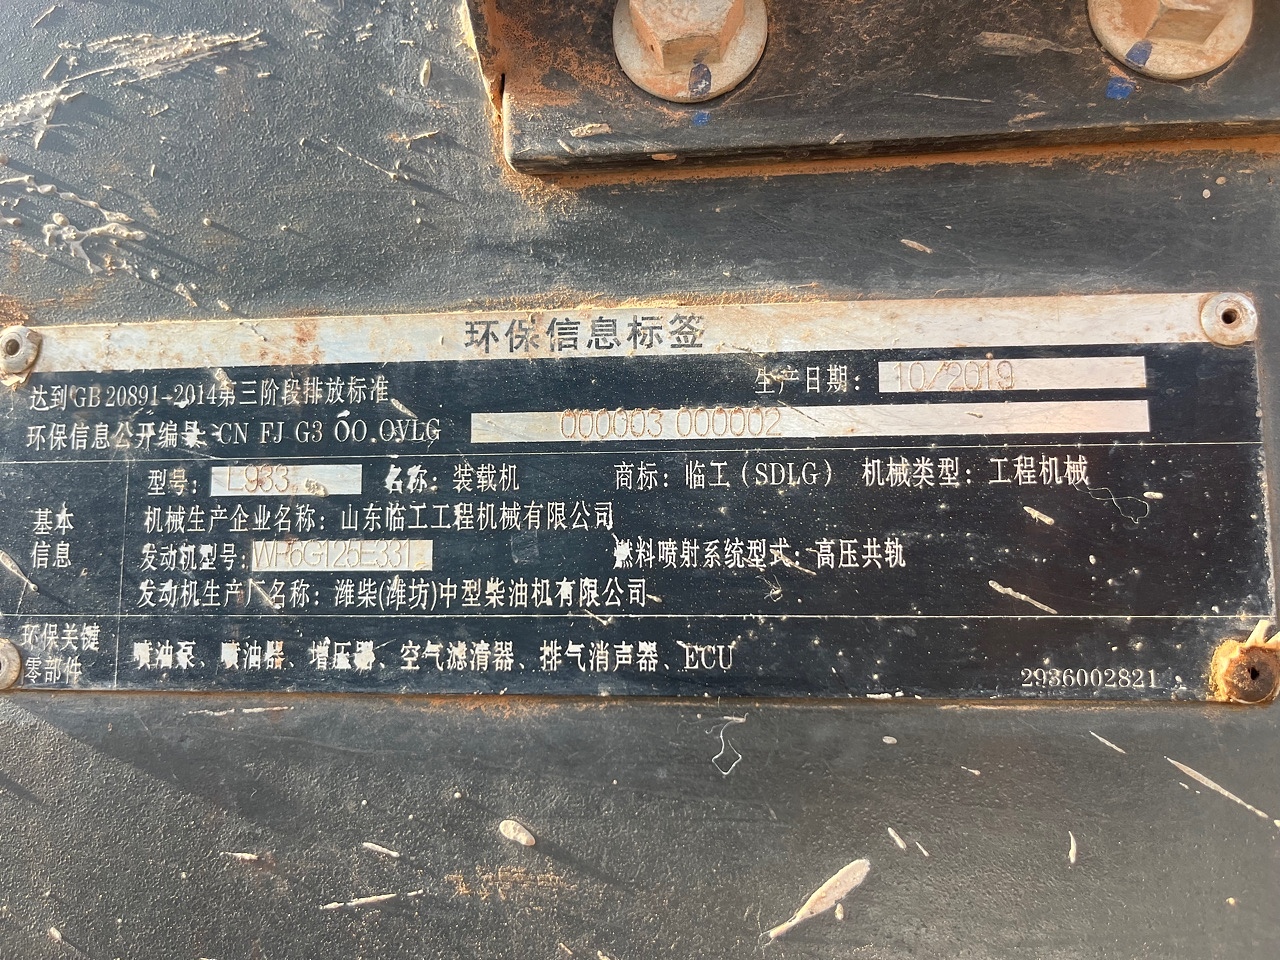 环保信息标签
达到GB 20891-2014第三阶段排放标准 生产日期: 10/2019
环保信息公开编号: CN FJ G3 00.0VLG 000003 000002
型号: L933 名称: 装载机 商标: 临工(SDLG) 机械类型: 工程机械
基本信息
机械生产企业名称: 山东临工工程机械有限公司
发动机型号: WP6G125E331 燃料喷射系统型式: 高压共轨
发动机生产厂名称: 潍柴(潍坊)中型柴油机有限公司
环保关键零部件
喷油泵、喷油器、增压器、空气滤清器、排气消声器、ECU
2936002821